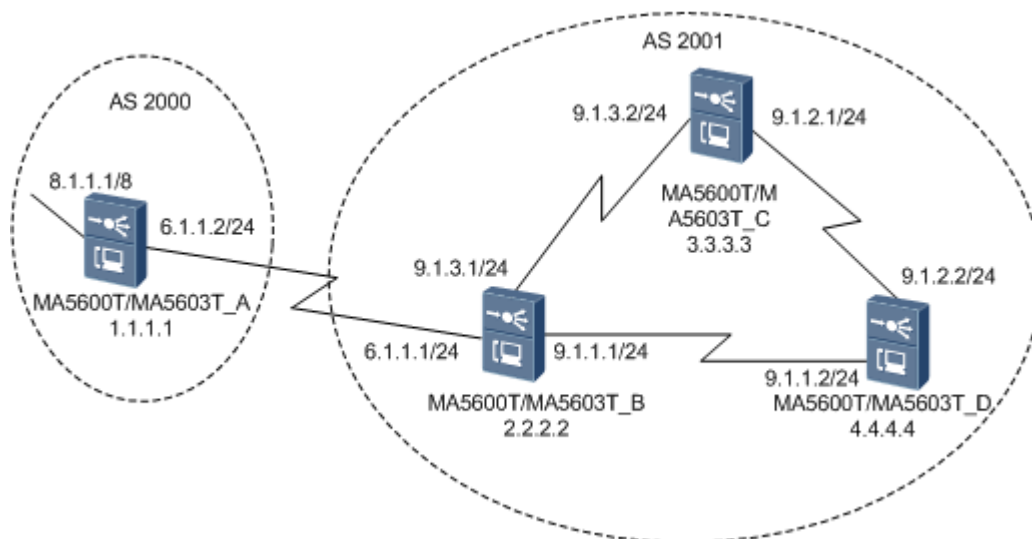 AS 2001
AS 2000
9.1.3.2/24
9.1.2.1/24
8.1.1.1/8
6.1.1.2/24
MA5600T/M
A5603T_C
3.3.3.3
9.1.3.1/24
9.1.2.2/24
MA5600T/MA5603T_A
1.1.1.1
6.1.1.1/24
9.1.1.1/24
9.1.1.2/24
MA5600T/MA5603T_B
2.2.2.2
MA5600T/MA5603T_D
4.4.4.4